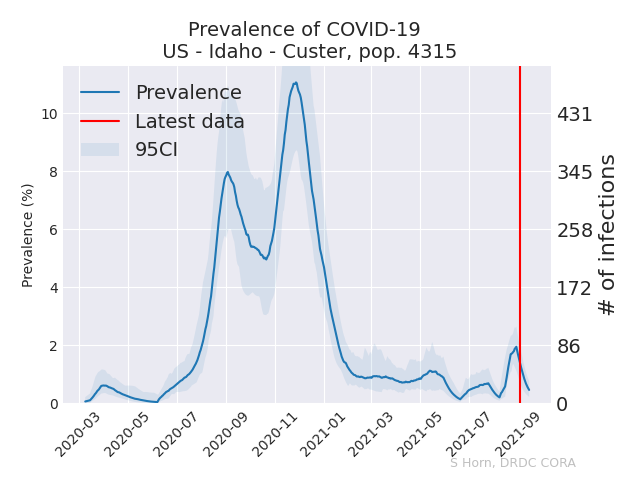 Prevalence of COVID-19
US - Idaho - Custer, pop. 4315
Prevalence
Latest data
95CI
Prevalence (%)
10
8
6
4
2
0
431
345
258
172
86
0
# of infections
2020-03
2020-05
2020-07
2020-09
2020-11
2021-01
2021-03
2021-05
2021-07
2021-09
S Horn, DRDC CORA